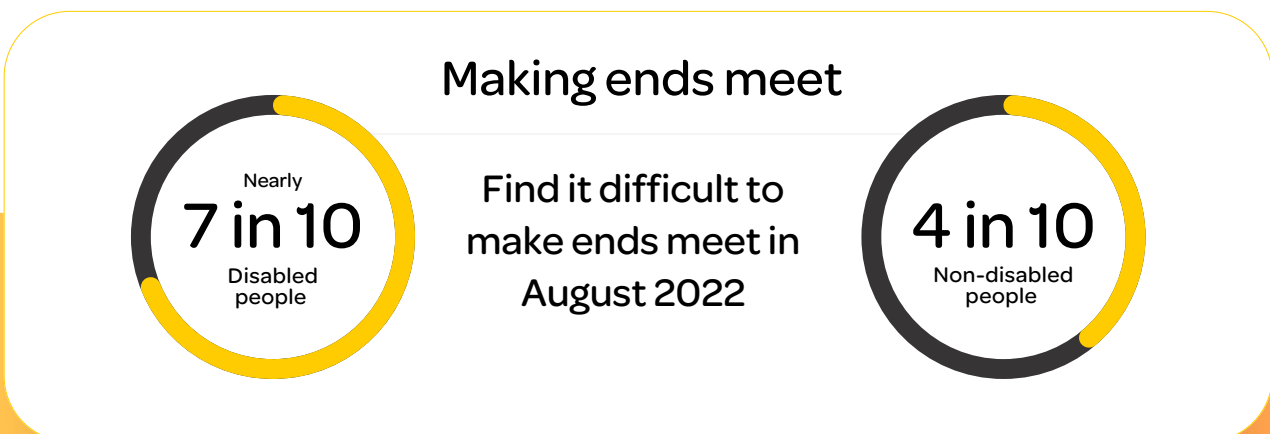 Making ends meet
Nearly
7 in 10
Disabled
people
Find it difficult to
make ends meet in
August 2022
4 in 10
Non-disabled
people